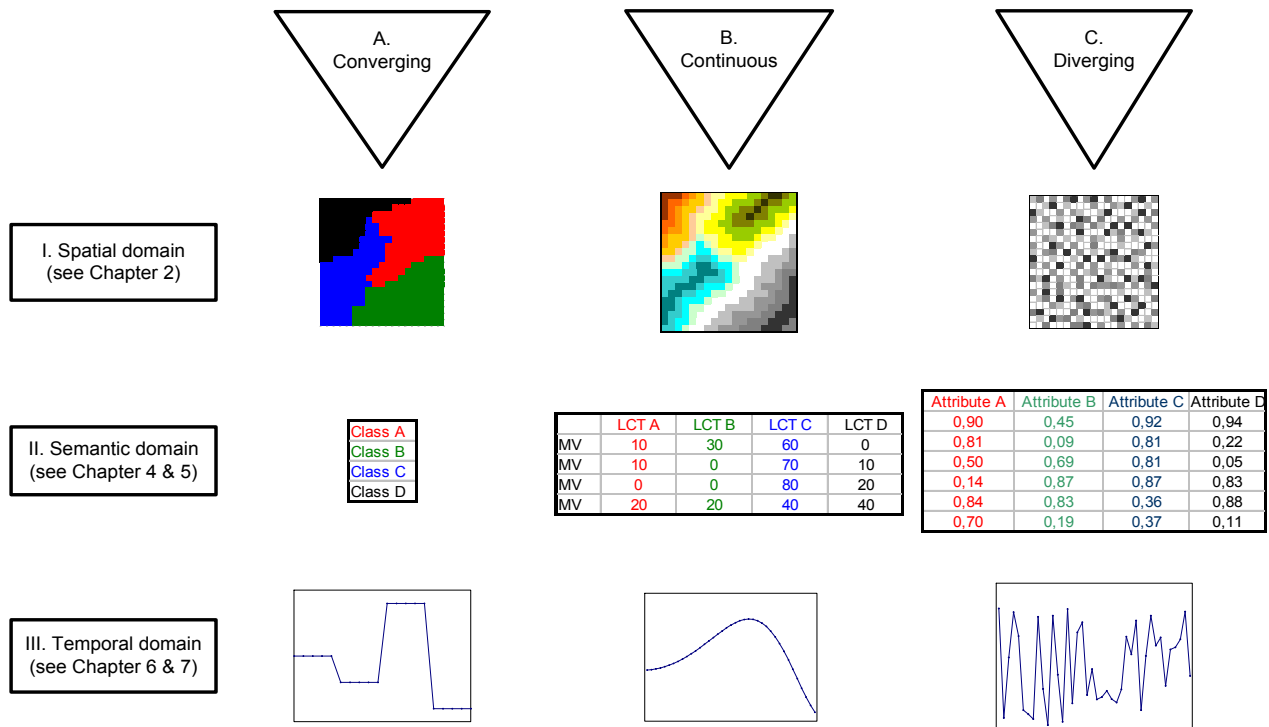 A.
Converging
B.
Continuous
C.
Diverging
I. Spatial domain
(see Chapter 2)
II. Semantic domain
(see Chapter 4 & 5)
Class A
Class B
Class C
Class D
LCT A LCT B LCT C LCT D
MV 10 30 60 0
MV 10 0 70 10
MV 0 0 80 20
MV 20 20 40 40
Attribute A Attribute B Attribute C Attribute D
0,90 0,45 0,92 0,94
0,81 0,09 0,81 0,22
0,50 0,69 0,81 0,05
0,14 0,87 0,87 0,83
0,84 0,83 0,36 0,88
0,70 0,19 0,37 0,11
III. Temporal domain
(see Chapter 6 & 7)